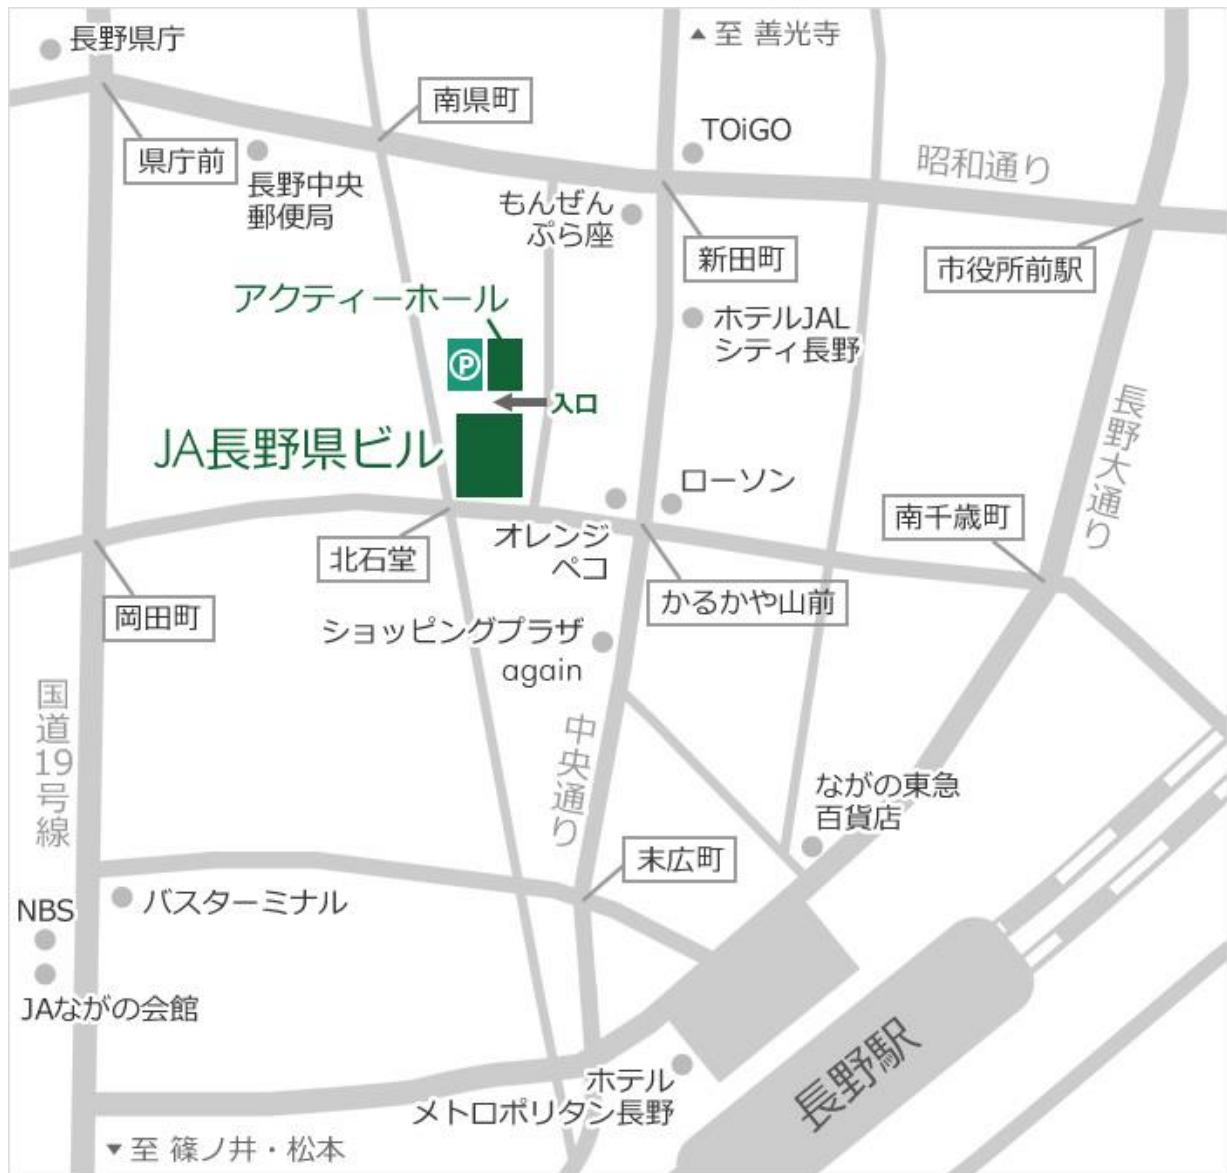 長野県庁
▲ 至 善光寺
南県町
TOiGO
県庁前
昭和通り
長野中央
郵便局
もんぜん
ぷら座
新田町
市役所前駅
アクティーホール
ホテルJAL
シティ長野
P
入口
長野大通り
JA長野県ビル
ローソン
南千歳町
オレンジ
ペコ
北石堂
かるかや山前
岡田町
ショッピングプラザ
again
国道19号線
中央通り
ながの東急
百貨店
末広町
バスターミナル
NBS
JAながの会館
長野駅
ホテル
メトロポリタン長野
▼ 至 篠ノ井・松本